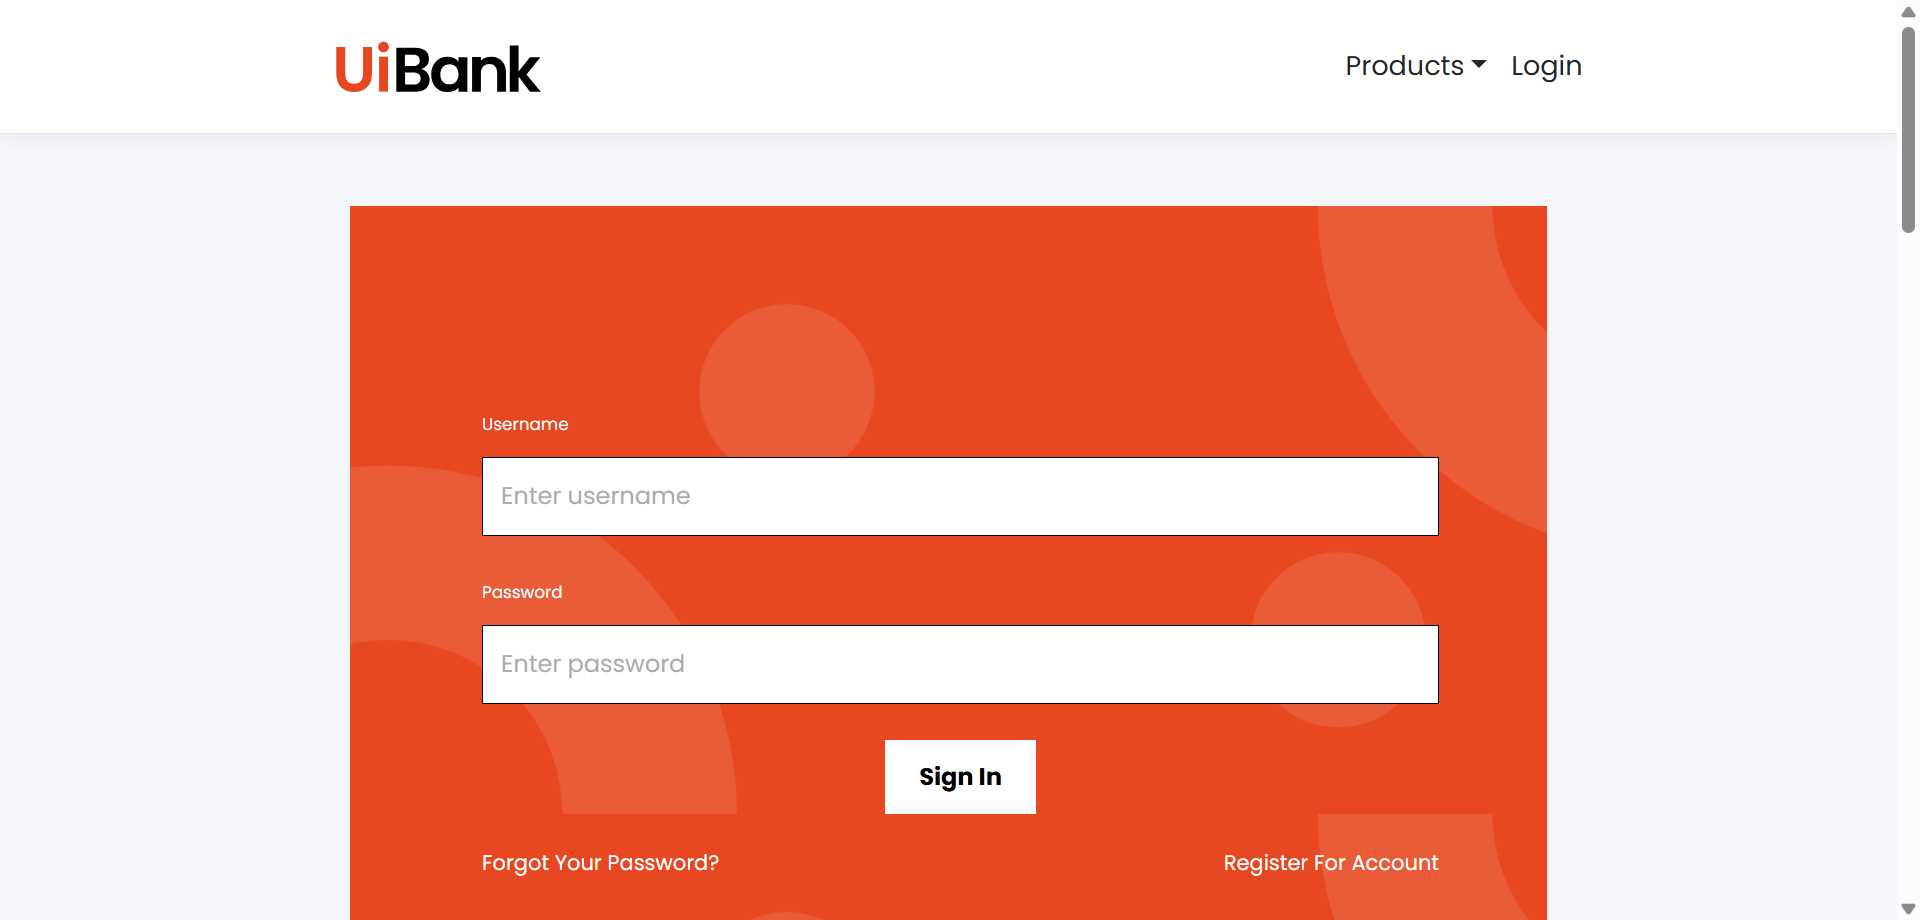 UiBank
Products Login
Username
Enter username
Password
Enter password
Sign In
Forgot Your Password?
Register For Account